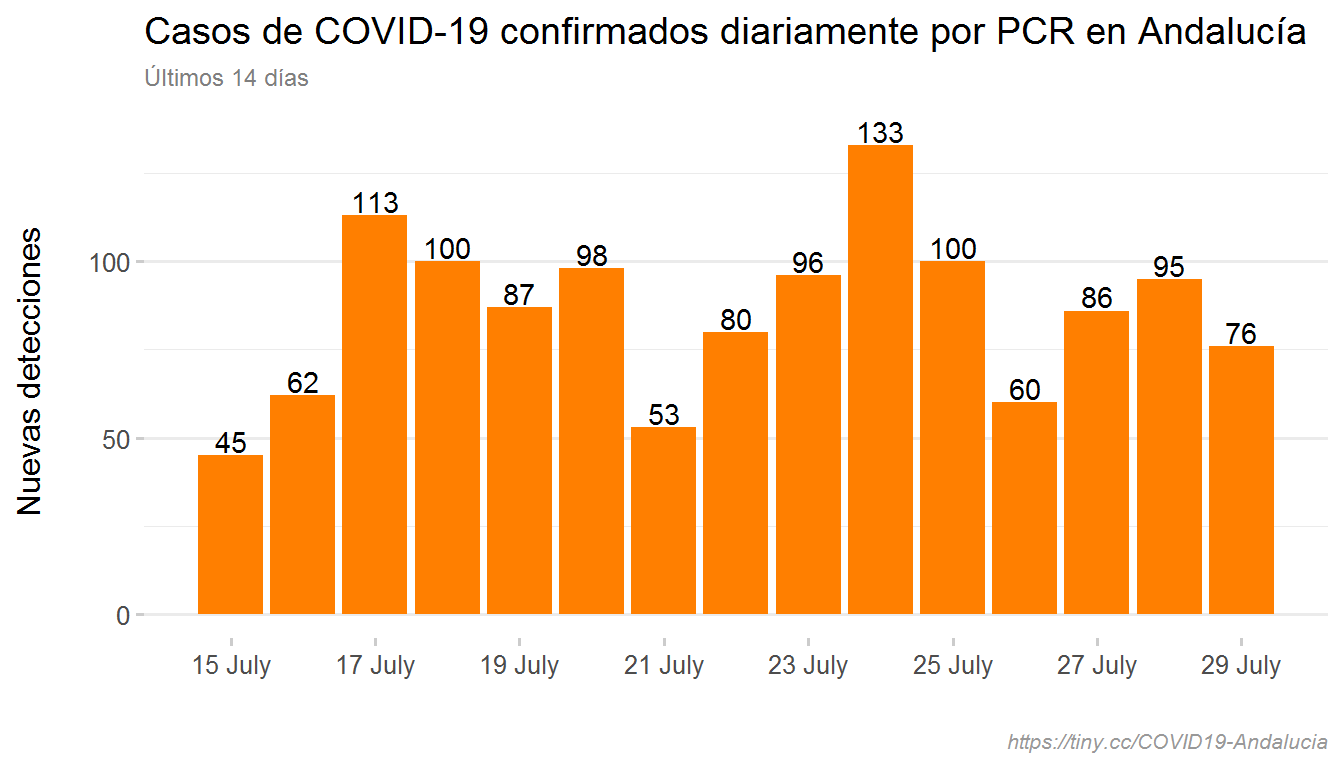 Casos de COVID-19 confirmados diariamente por PCR en Andalucía
Últimos 14 días
Nuevas detecciones
100
50
0
45
62
113
100
87
98
53
80
96
133
100
60
86
95
76
15 July
17 July
19 July
21 July
23 July
25 July
27 July
29 July
https://tiny.cc/COVID19-Andalucia